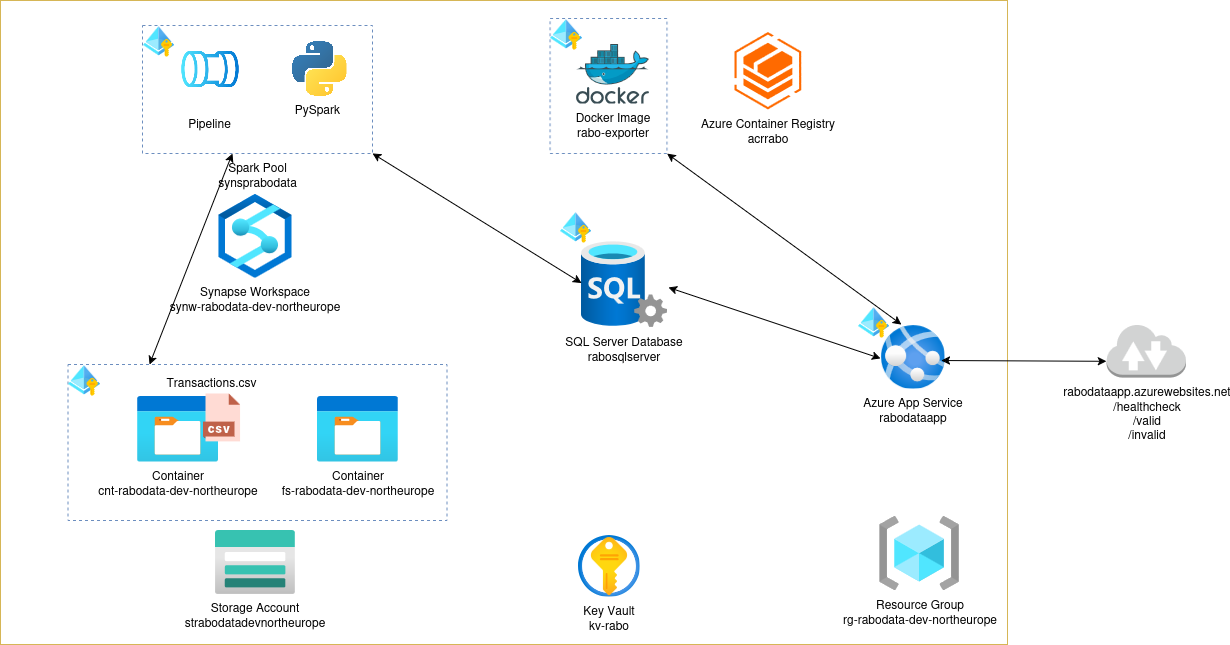 Pipeline
PySpark
Spark Pool
synsprabodata
Synapse Workspace
synw-rabodata-dev-northeurope
docker
Docker Image
rabo-exporter
Azure Container Registry
acrrabo
SQL
SQL Server Database
rabosqlserver
Azure App Service
rabodataapp
rabodataapp.azurewebsites.net
/healthcheck
/valid
/invalid
Transactions.csv
csv
Container
cnt-rabodata-dev-northeurope
Container
fs-rabodata-dev-northeurope
Storage Account
strabodatadevnortheurope
Key Vault
kv-rabo
Resource Group
rg-rabodata-dev-northeurope